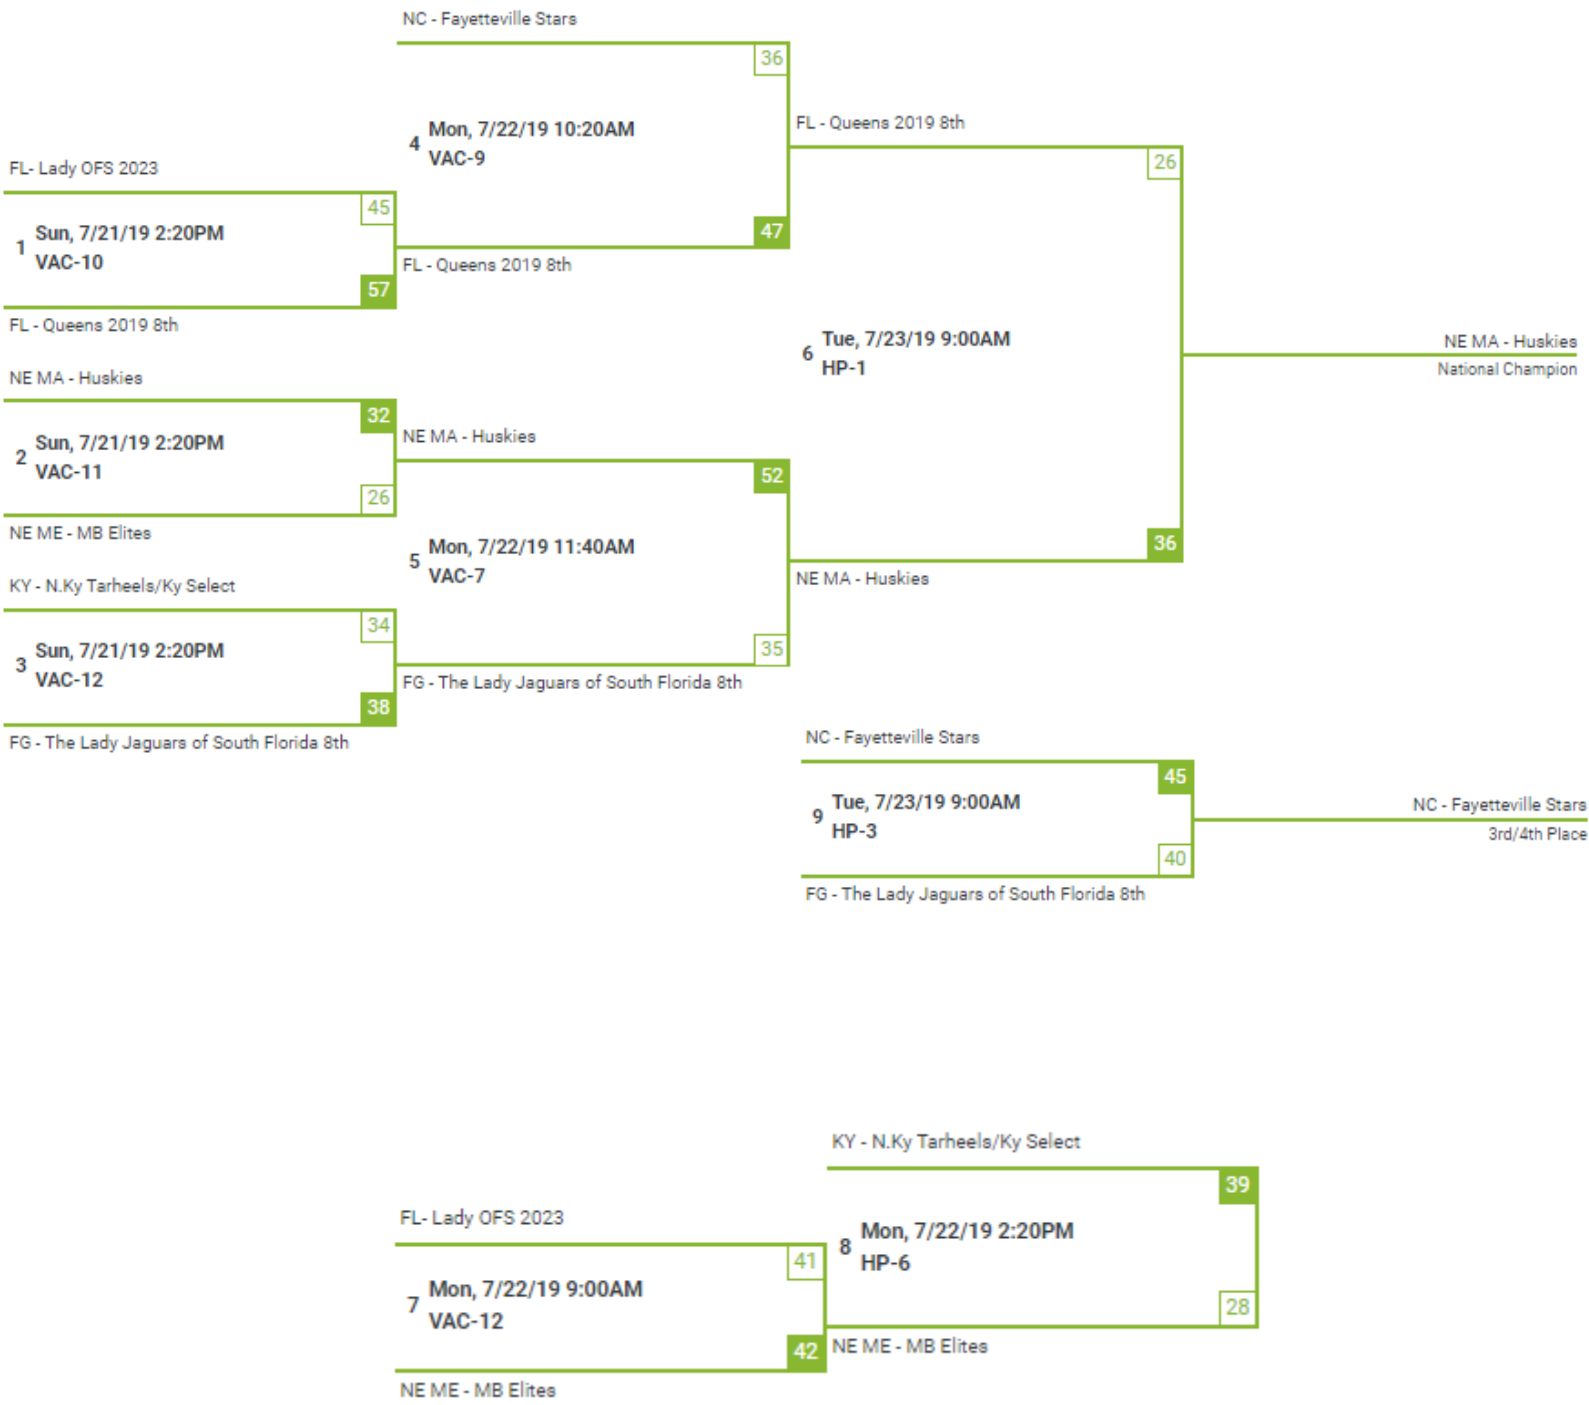 NC - Fayetteville Stars
36
4 Mon, 7/22/19 10:20AM
VAC-9
47
FL - Queens 2019 8th
FL- Lady OFS 2023
45
1 Sun, 7/21/19 2:20PM
VAC-10
57
FL - Queens 2019 8th
NE MA - Huskies
32
2 Sun, 7/21/19 2:20PM
VAC-11
26
NE ME - MB Elites
KY - N.Ky Tarheels/Ky Select
34
3 Sun, 7/21/19 2:20PM
VAC-12
38
FG - The Lady Jaguars of South Florida 8th
NE MA - Huskies
52
5 Mon, 7/22/19 11:40AM
VAC-7
35
FG - The Lady Jaguars of South Florida 8th
FL - Queens 2019 8th
26
6 Tue, 7/23/19 9:00AM
HP-1
36
NE MA - Huskies
NE MA - Huskies
National Champion
NC - Fayetteville Stars
45
9 Tue, 7/23/19 9:00AM
HP-3
40
FG - The Lady Jaguars of South Florida 8th
NC - Fayetteville Stars
3rd/4th Place
FL- Lady OFS 2023
41
7 Mon, 7/22/19 9:00AM
VAC-12
42
NE ME - MB Elites
KY - N.Ky Tarheels/Ky Select
39
8 Mon, 7/22/19 2:20PM
HP-6
28
NE ME - MB Elites